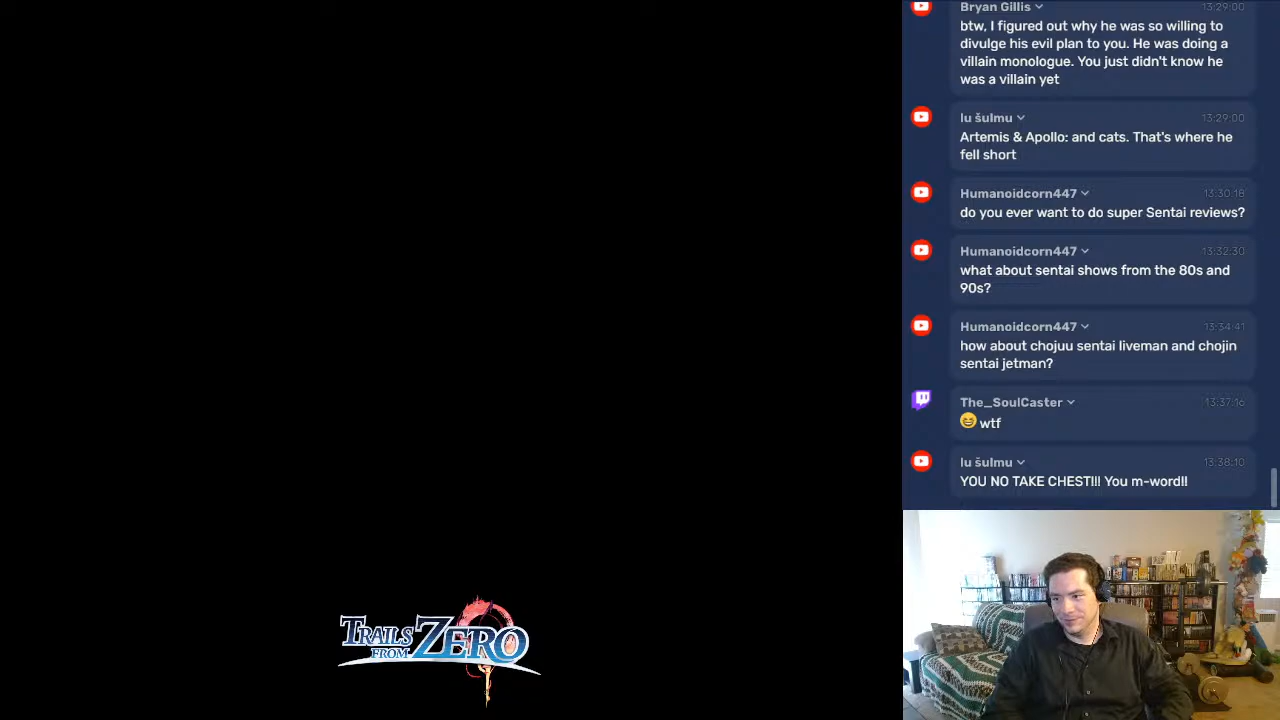 Bryan Gillis 13:29:00
btw, I figured out why he was so willing to
divulge his evil plan to you. He was doing a
villain monologue. You just didn't know he
was a villain yet
lu šulmu 13:29:00
Artemis & Apollo: and cats. That's where he
fell short
Humanoidcorn447 13:30:18
do you ever want to do super Sentai reviews?
Humanoidcorn447 13:32:30
what about sentai shows from the 80s and
90s?
Humanoidcorn447 13:34:41
how about chojuu sentai liveman and chojin
sentai jetman?
The_SoulCaster 13:37:16
wtf
lu šulmu 13:38:10
YOU NO TAKE CHEST!!! You m-word!!
TRAILS
FROM ZERO